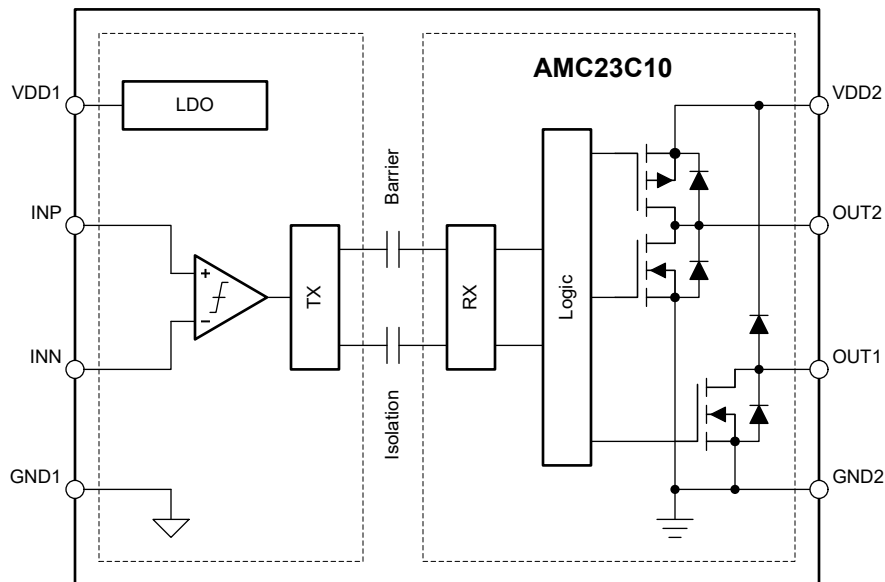 AMC23C10
VDD1
LDO
VDD2
Barrier
INP
OUT2
+
−
TX
RX
Logic
INN
OUT1
Isolation
GND1
GND2